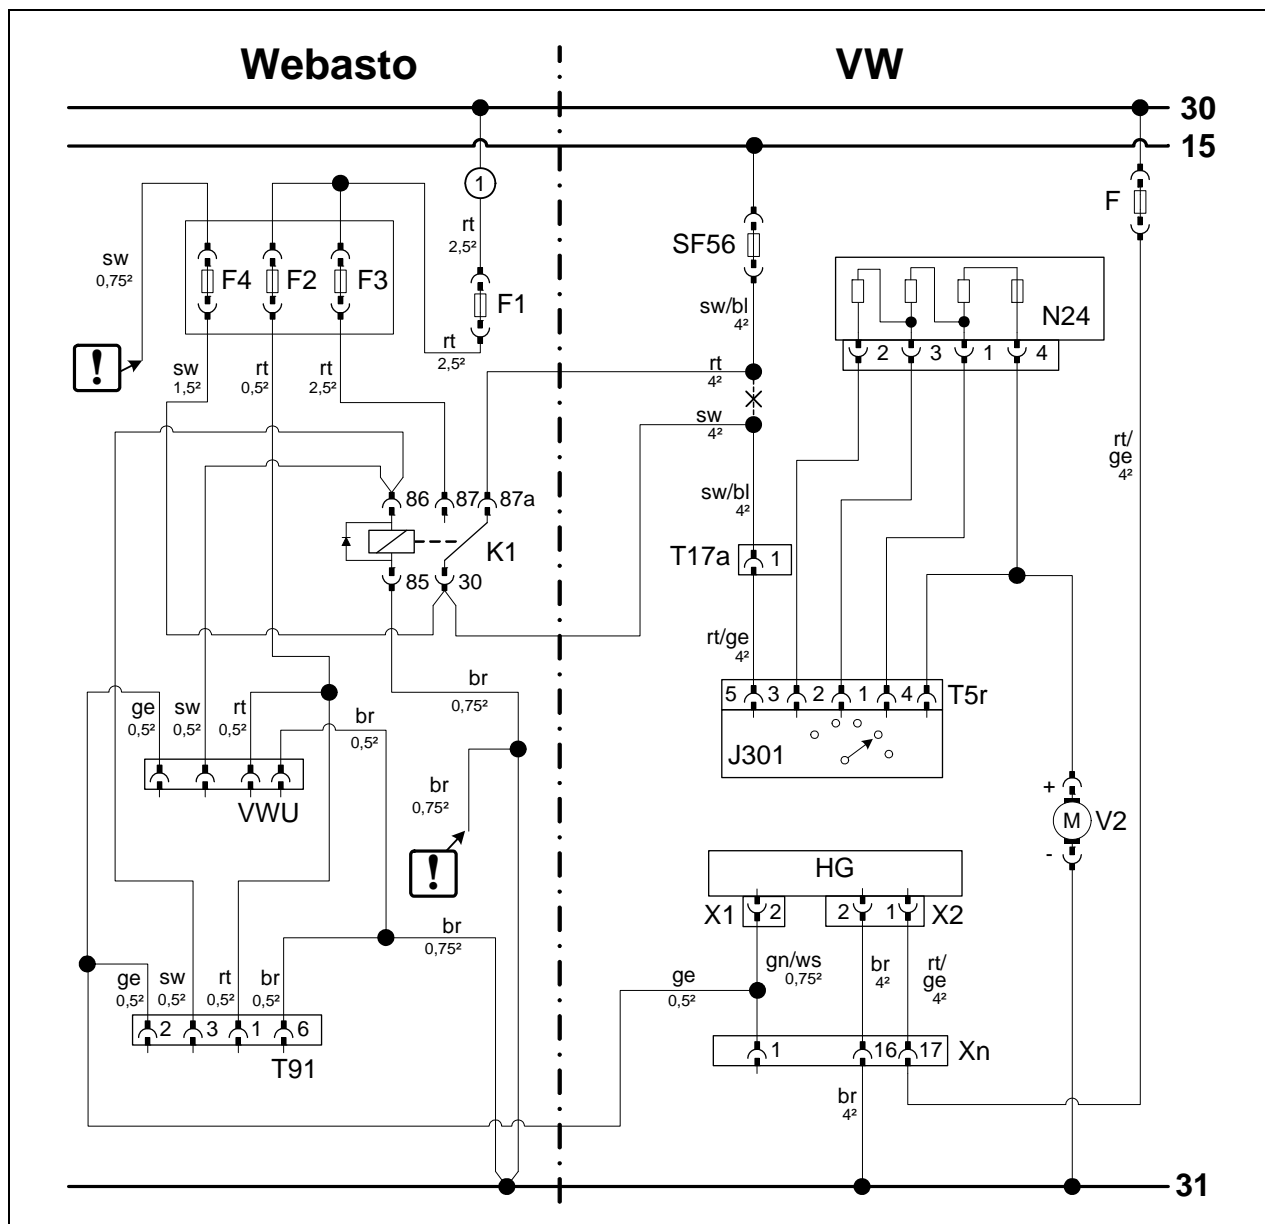 Webasto
VW
30
15
1
F
rt
2,5²
SF56
sw
0,75²
F4
F2
F3
F1
N24
sw/bl
4²
2
3
1
4
!
rt
2,5²
sw
1,5²
rt
0,5²
rt
2,5²
rt
4²
sw
4²
rt/
ge
4²
86
87
87a
sw/bl
4²
K1
T17a
1
85
30
rt/ge
4²
br
0,75²
5
3
2
1
4
T5r
ge
0,5²
sw
0,5²
rt
0,5²
br
0,5²
J301
br
0,75²
VWU
+
M
V2
-
!
HG
X1
2
2
1
X2
br
0,75²
ge
0,5²
sw
0,5²
rt
0,5²
br
0,5²
ge
0,5²
gn/ws
0,75²
br
4²
rt/
ge
4²
2
3
1
6
T91
1
16
17
Xn
br
4²
31